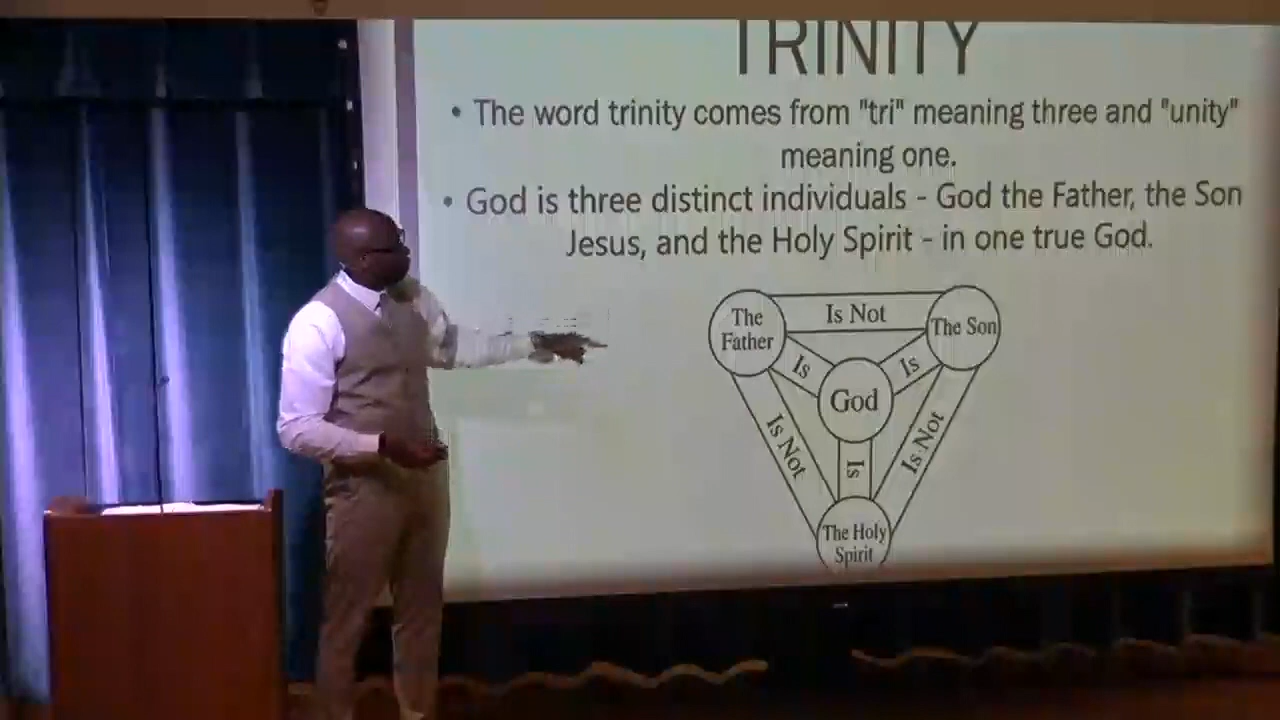 TRINITY
• The word trinity comes from "tri" meaning three and "unity"
meaning one.
• God is three distinct individuals - God the Father, the Son
Jesus, and the Holy Spirit - in one true God.
The
Father
Is Not
The Son
Is
Is
God
Is Not
Is
Is Not
The Holy
Spirit